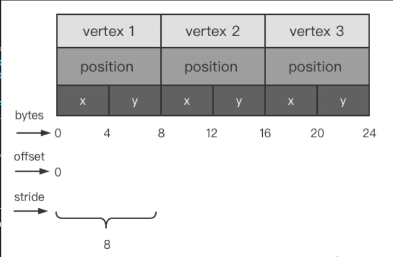 vertex 1 vertex 2 vertex 3
position position position
x y x y x y
bytes
0 4 8 12 16 20 24
offset
0
stride
8